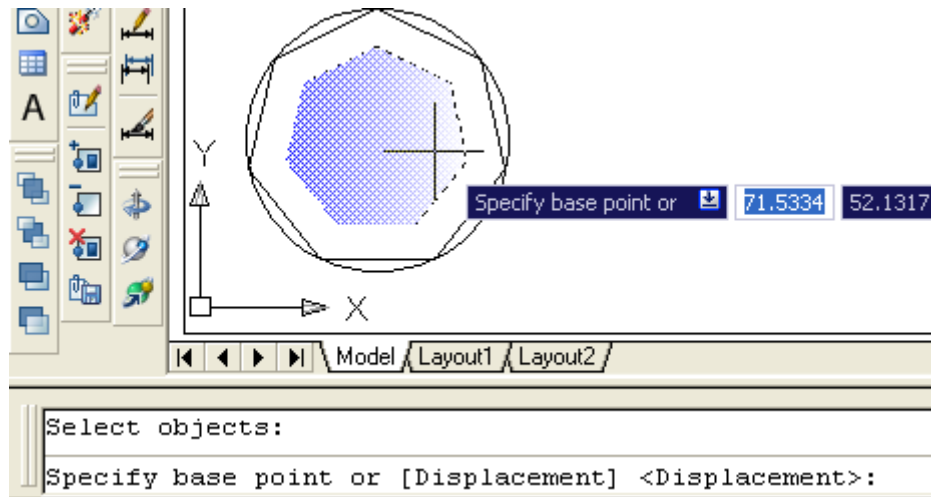 A
Y
Specify base point or 71.5334 52.1317
X
Model Layout1 Layout2
Select objects:
Specify base point or [Displacement] <Displacement>: